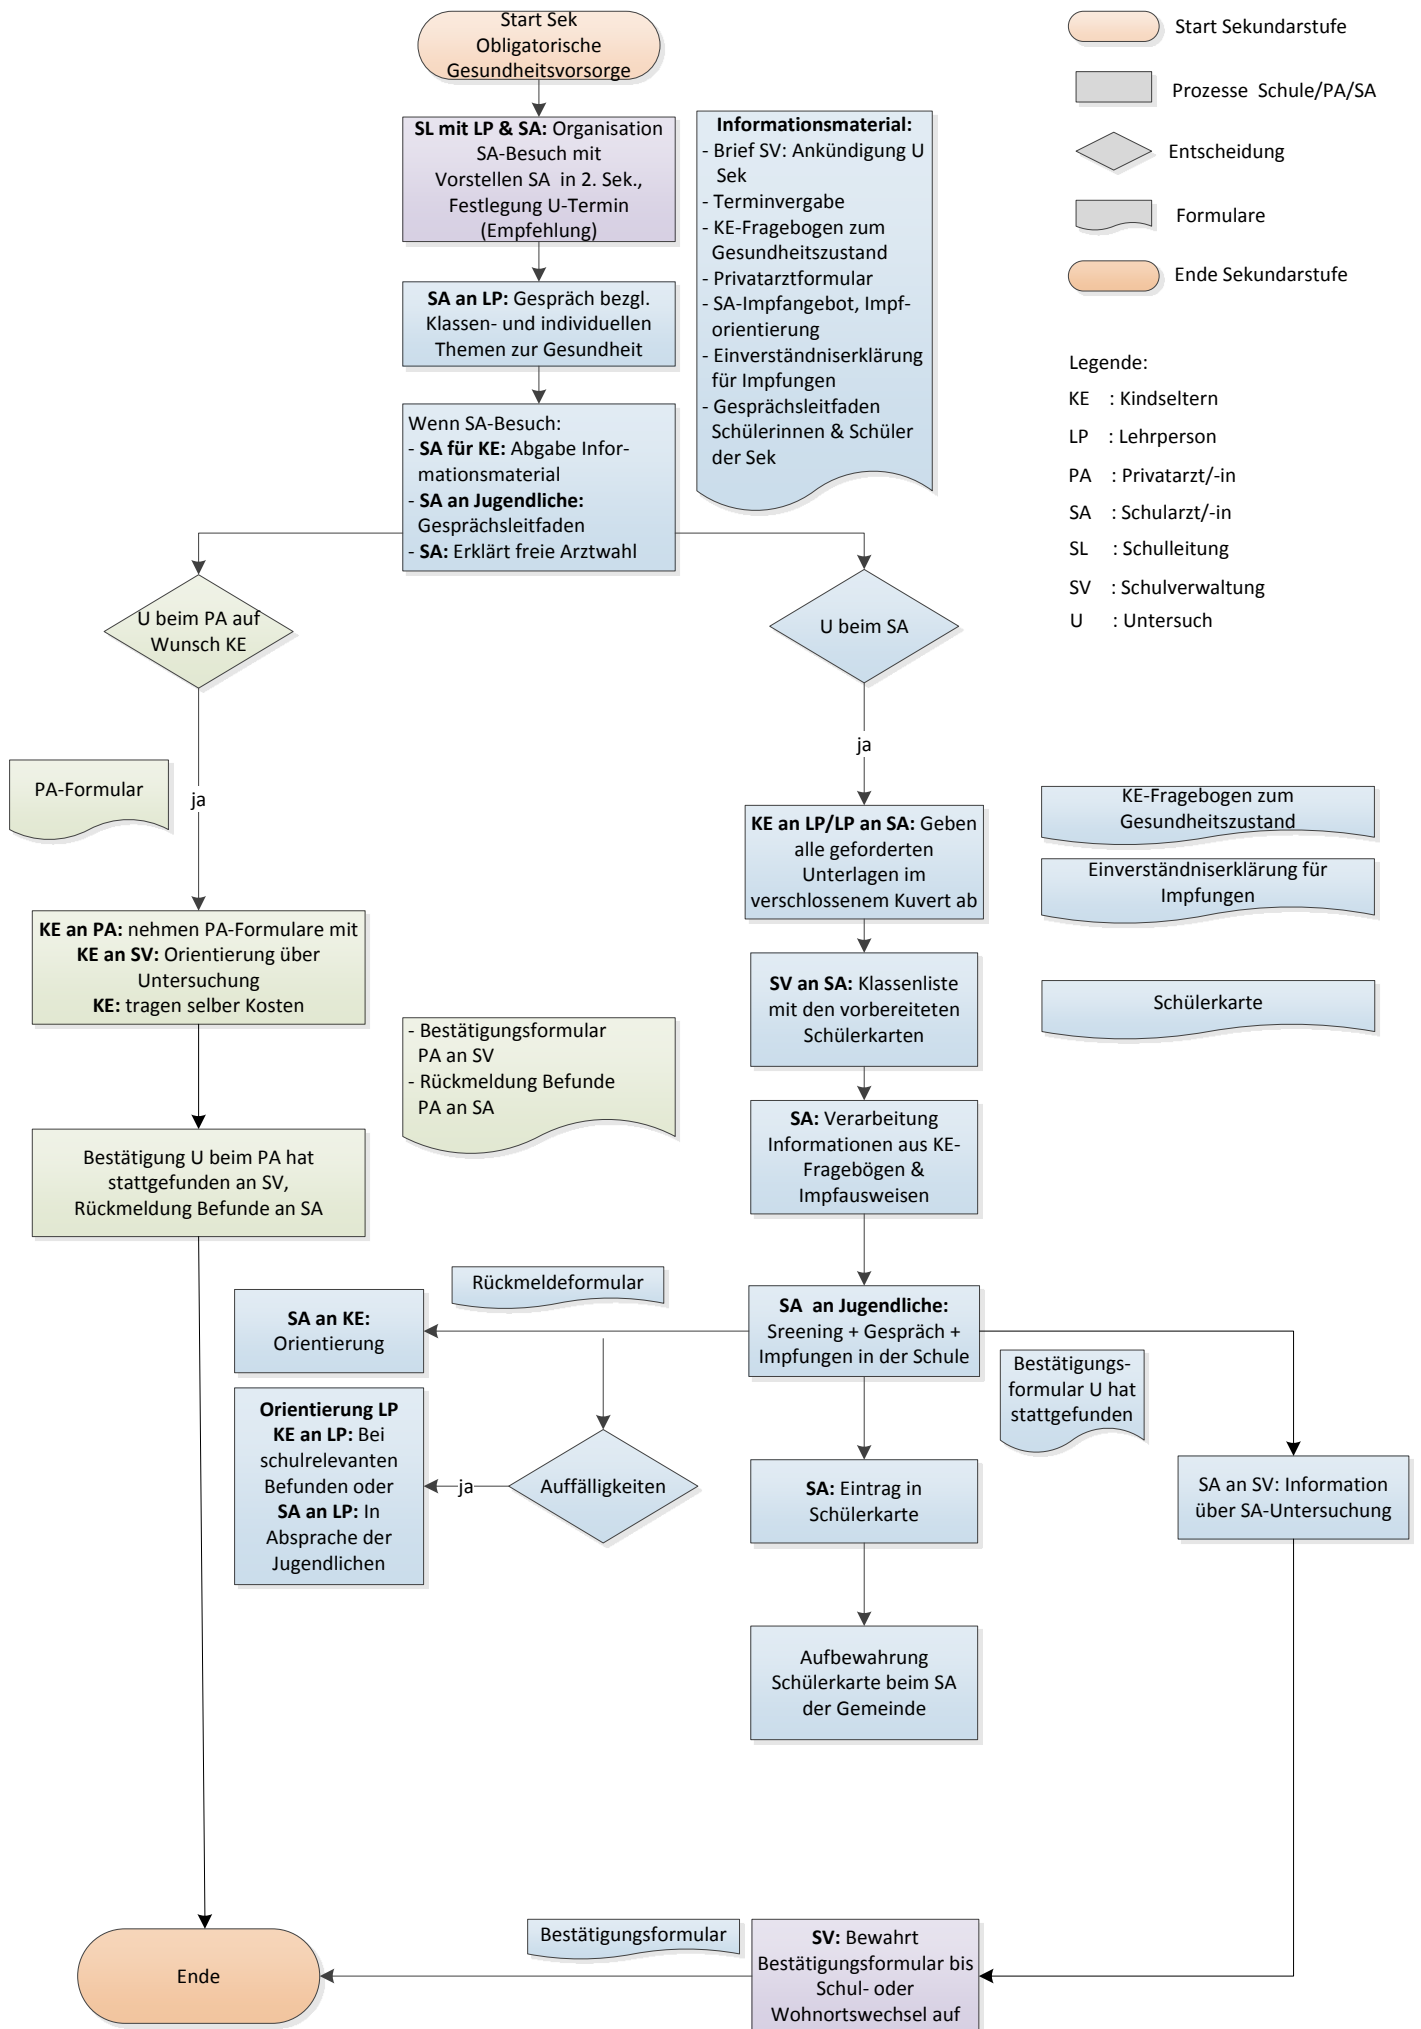 Start Sek
Obligatorische
Gesundheitsvorsorge
SL mit LP & SA: Organisation
SA-Besuch mit
Vorstellen SA in 2. Sek.,
Festlegung U-Termin
(Empfehlung)
SA an LP: Gespräch bezgl.
Klassen- und individuellen
Themen zur Gesundheit
Wenn SA-Besuch:
- SA für KE: Abgabe Infor-
mationsmaterial
- SA an Jugendliche:
Gesprächsleitfaden
- SA: Erklärt freie Arztwahl
Informationsmaterial:
- Brief SV: Ankündigung U
Sek
- Terminvergabe
- KE-Fragebogen zum
Gesundheitszustand
- Privatarztformular
- SA-Impfangebot, Impf-
orientierung
- Einverständniserklärung
für Impfungen
- Gesprächsleitfaden
Schülerinnen & Schüler
der Sek
Start Sekundarstufe
Prozesse Schule/PA/SA
Entscheidung
Formulare
Ende Sekundarstufe
Legende:
KE : Kindseltern
LP : Lehrperson
PA : Privatarzt/-in
SA : Schularzt/-in
SL : Schulleitung
SV : Schulverwaltung
U : Untersuch
U beim PA auf
Wunsch KE
U beim SA
ja
ja
PA-Formular
KE an PA: nehmen PA-Formulare mit
KE an SV: Orientierung über
Untersuchung
KE: tragen selber Kosten
- Bestätigungsformular
PA an SV
- Rückmeldung Befunde
PA an SA
Bestätigung U beim PA hat
stattgefunden an SV,
Rückmeldung Befunde an SA
KE an LP/LP an SA: Geben
alle geforderten
Unterlagen im
verschlossenem Kuvert ab
KE-Fragebogen zum
Gesundheitszustand
Einverständniserklärung für
Impfungen
SV an SA: Klassenliste
mit den vorbereiteten
Schülerkarten
Schülerkarte
SA: Verarbeitung
Informationen aus KE-
Fragebögen &
Impfausweisen
Rückmeldeformular
SA an KE:
Orientierung
SA an Jugendliche:
Sreening + Gespräch +
Impfungen in der Schule
Bestätigungs-
formular U hat
stattgefunden
Orientierung LP
KE an LP: Bei
schulrelevanten
Befunden oder
SA an LP: In
Absprache der
Jugendlichen
ja
Auffälligkeiten
SA: Eintrag in
Schülerkarte
SA an SV: Information
über SA-Untersuchung
Aufbewahrung
Schülerkarte beim SA
der Gemeinde
Ende
Bestätigungsformular
SV: Bewahrt
Bestätigungsformular bis
Schul- oder
Wohnortswechsel auf